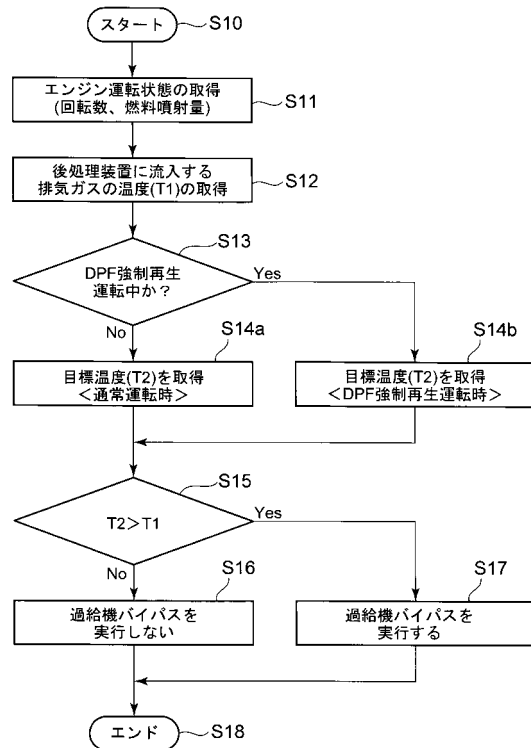 スタート
S10
エンジン運転状態の取得
(回転数、燃料噴射量)
S11
後処理装置に流入する
排気ガスの温度(T1)の取得
S12
DPF強制再生
運転中か？
S13
Yes
No
目標温度(T2)を取得
＜通常運転時＞
S14a
目標温度(T2)を取得
＜DPF強制再生運転時＞
S14b
T2＞T1
S15
Yes
No
過給機バイパスを
実行しない
S16
過給機バイパスを
実行する
S17
エンド
S18